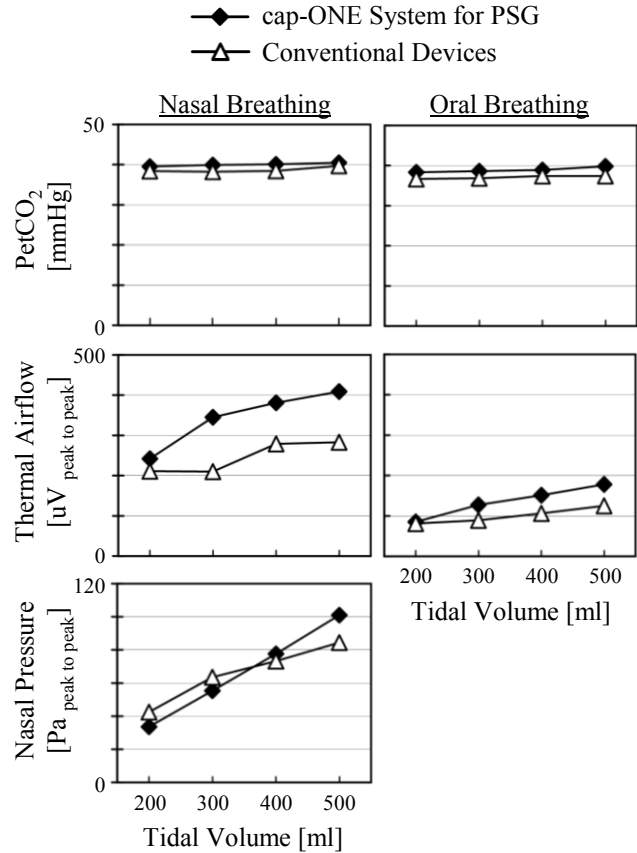 cap-ONE System for PSG
Conventional Devices
Nasal Breathing
Oral Breathing
PetCO2
[mmHg]
50
0
Thermal Airflow
[uV peak to peak]
500
0
200 300 400 500
Tidal Volume [ml]
Nasal Pressure
[Pa peak to peak]
120
0
200 300 400 500
Tidal Volume [ml]